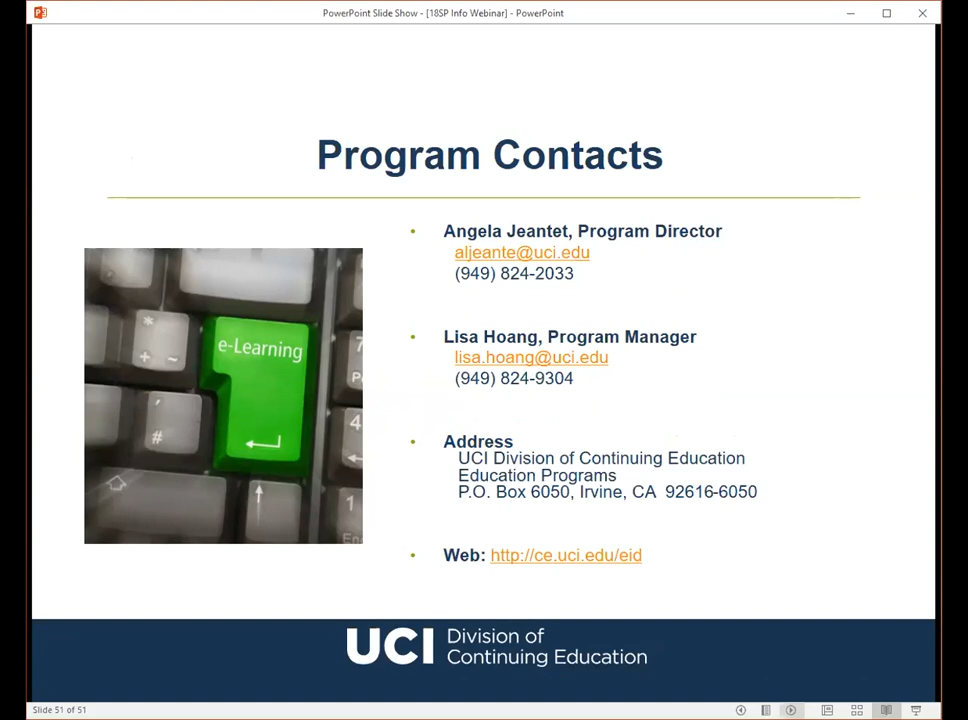 PowerPoint Slide Show - [18SP Info Webinar] - PowerPoint
Program Contacts
• Angela Jeantet, Program Director
aljeante@uci.edu
(949) 824-2033
• Lisa Hoang, Program Manager
lisa.hoang@uci.edu
(949) 824-9304
• Address
UCI Division of Continuing Education
Education Programs
P.O. Box 6050, Irvine, CA 92616-6050
• Web: http://ce.uci.edu/eid
e-Learning
*
+ ~
'
#
7
4
1
UCI Division of
Continuing Education
Slide 51 of 51